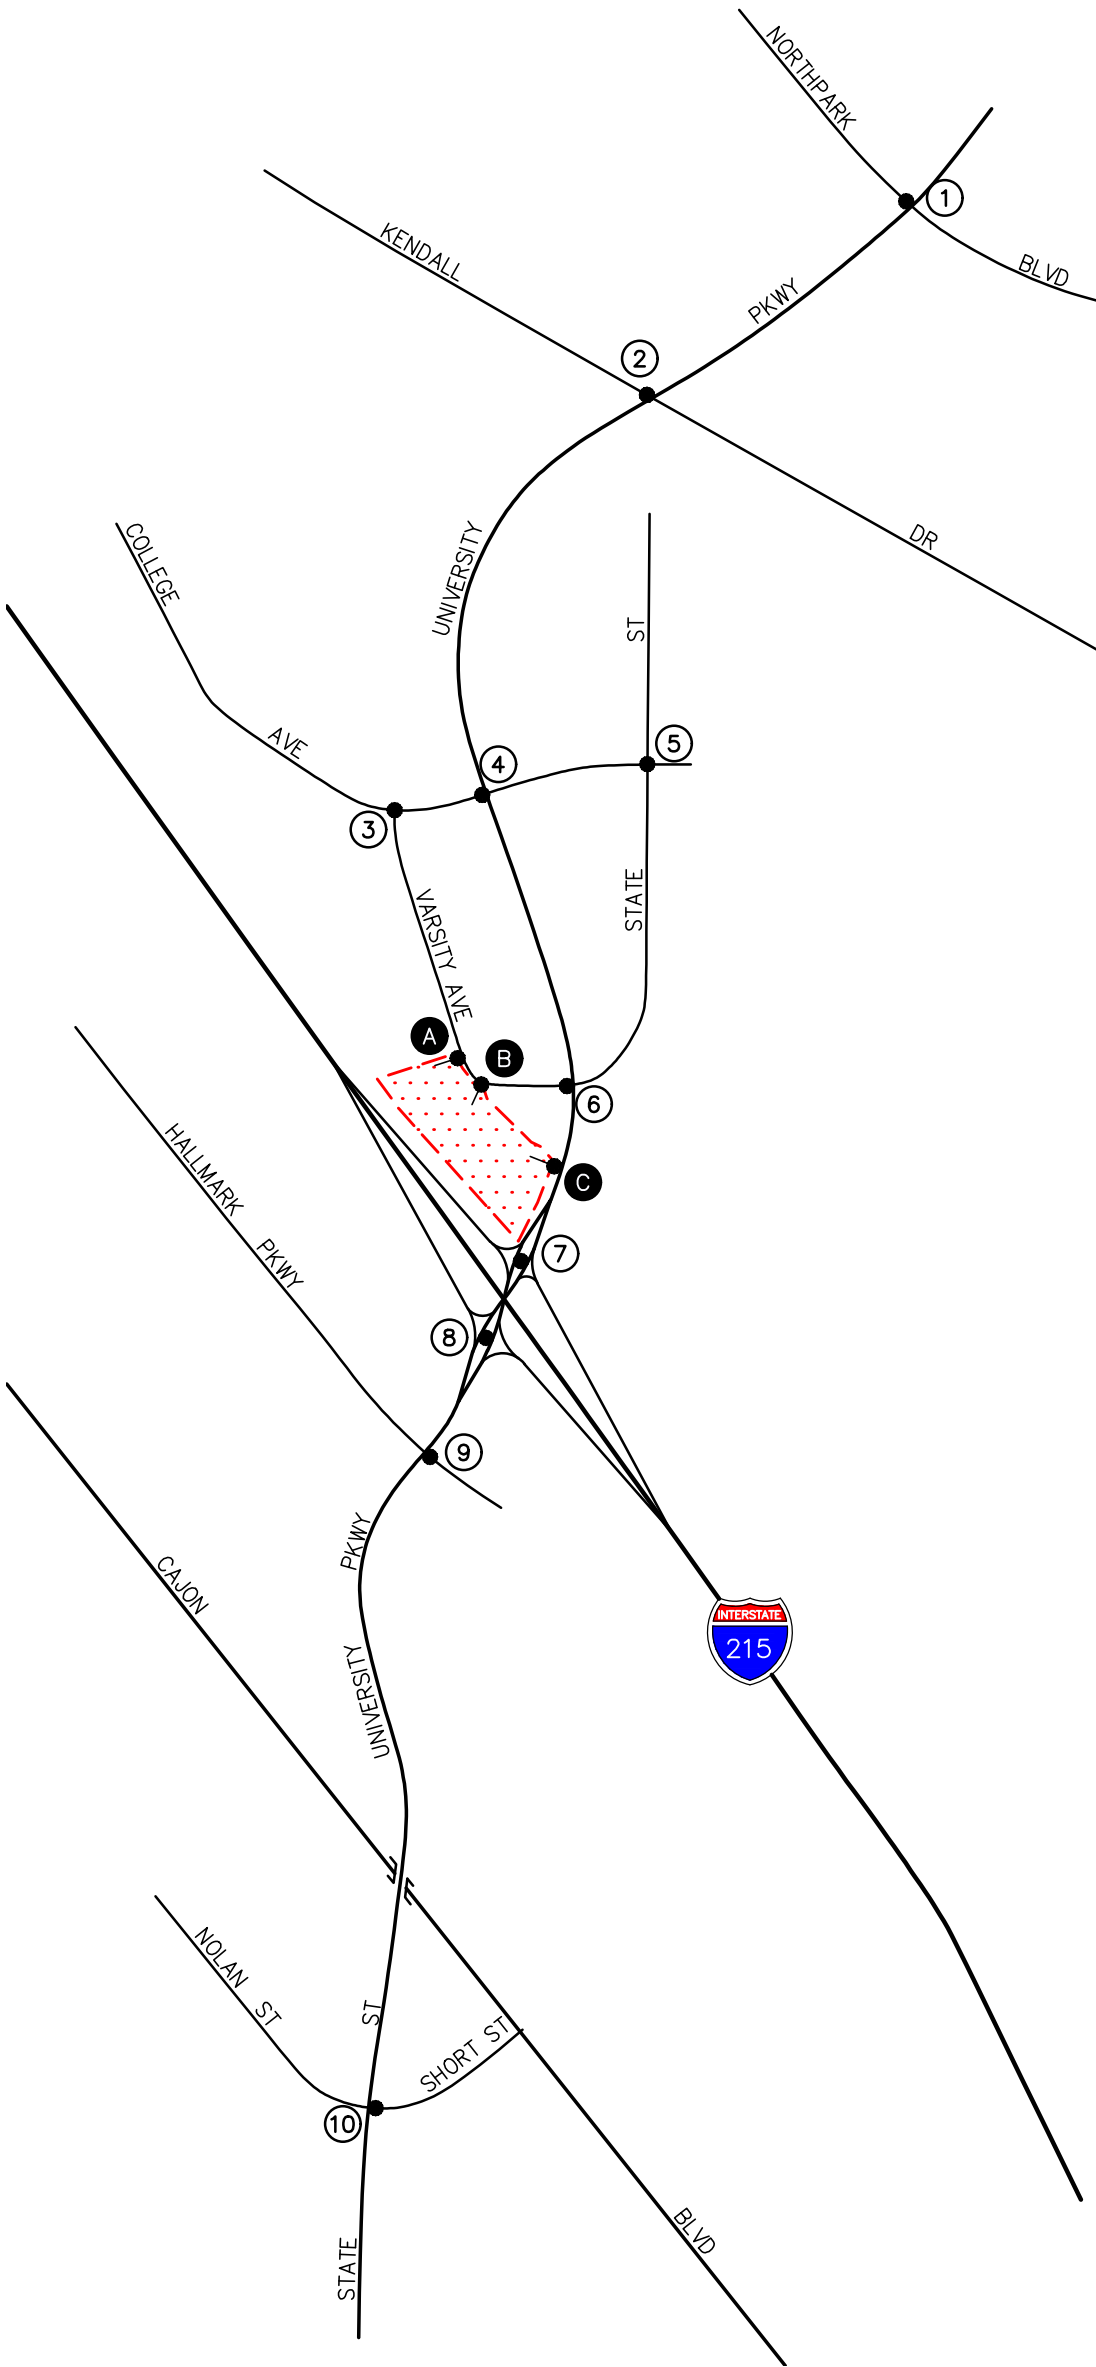 NORTHPARK
1
BLVD
KENDALL
PKWY
2
DR
COLLEGE
UNIVERSITY
ST
AVE
5
4
3
VARSITY AVE
STATE
A
B
6
HALLMARK
C
PKWY
7
8
9
PKWY
CAJON
INTERSTATE
215
UNIVERSITY
NOLAN ST
ST
SHORT ST
10
BLVD
STATE